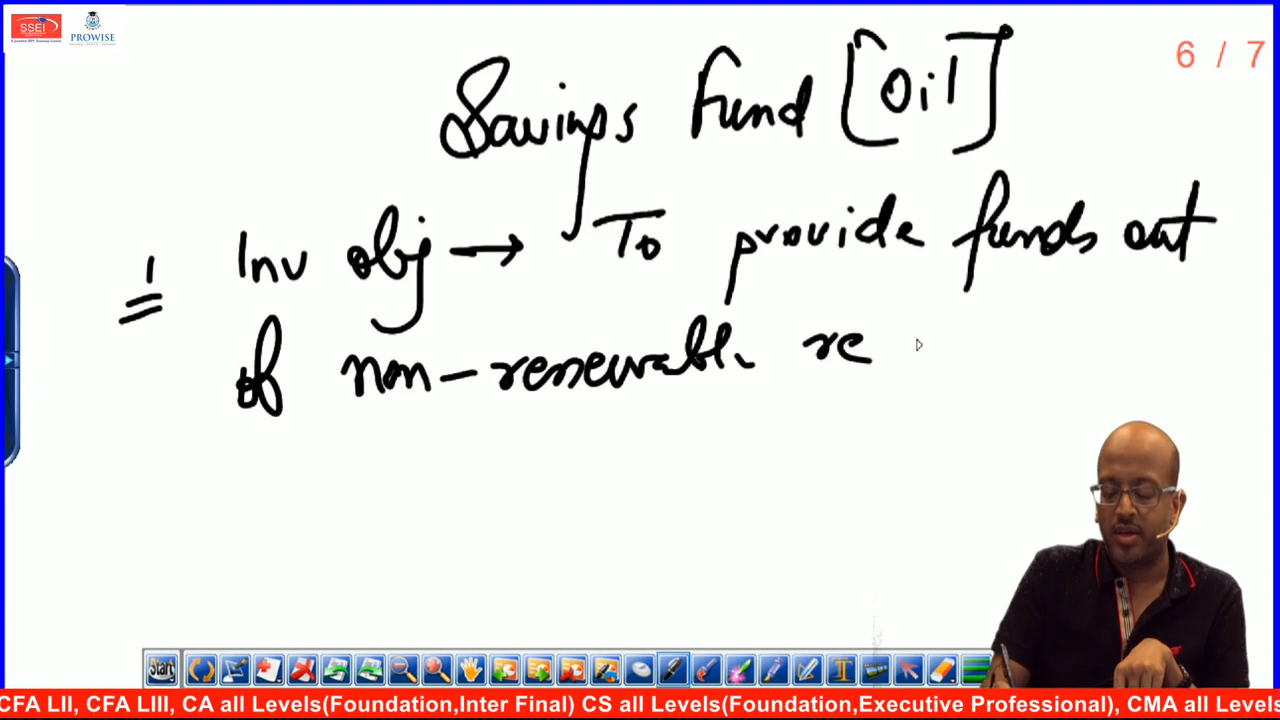 SSEI
PROWISE
6 / 7
Savings Fund [Oil]
1 Inv obj → To provide funds out
of non-renewable re
Start
CFA LII, CFA LIII, CA all Levels(Foundation,Inter Final) CS all Levels(Foundation,Executive Professional), CMA all Levels